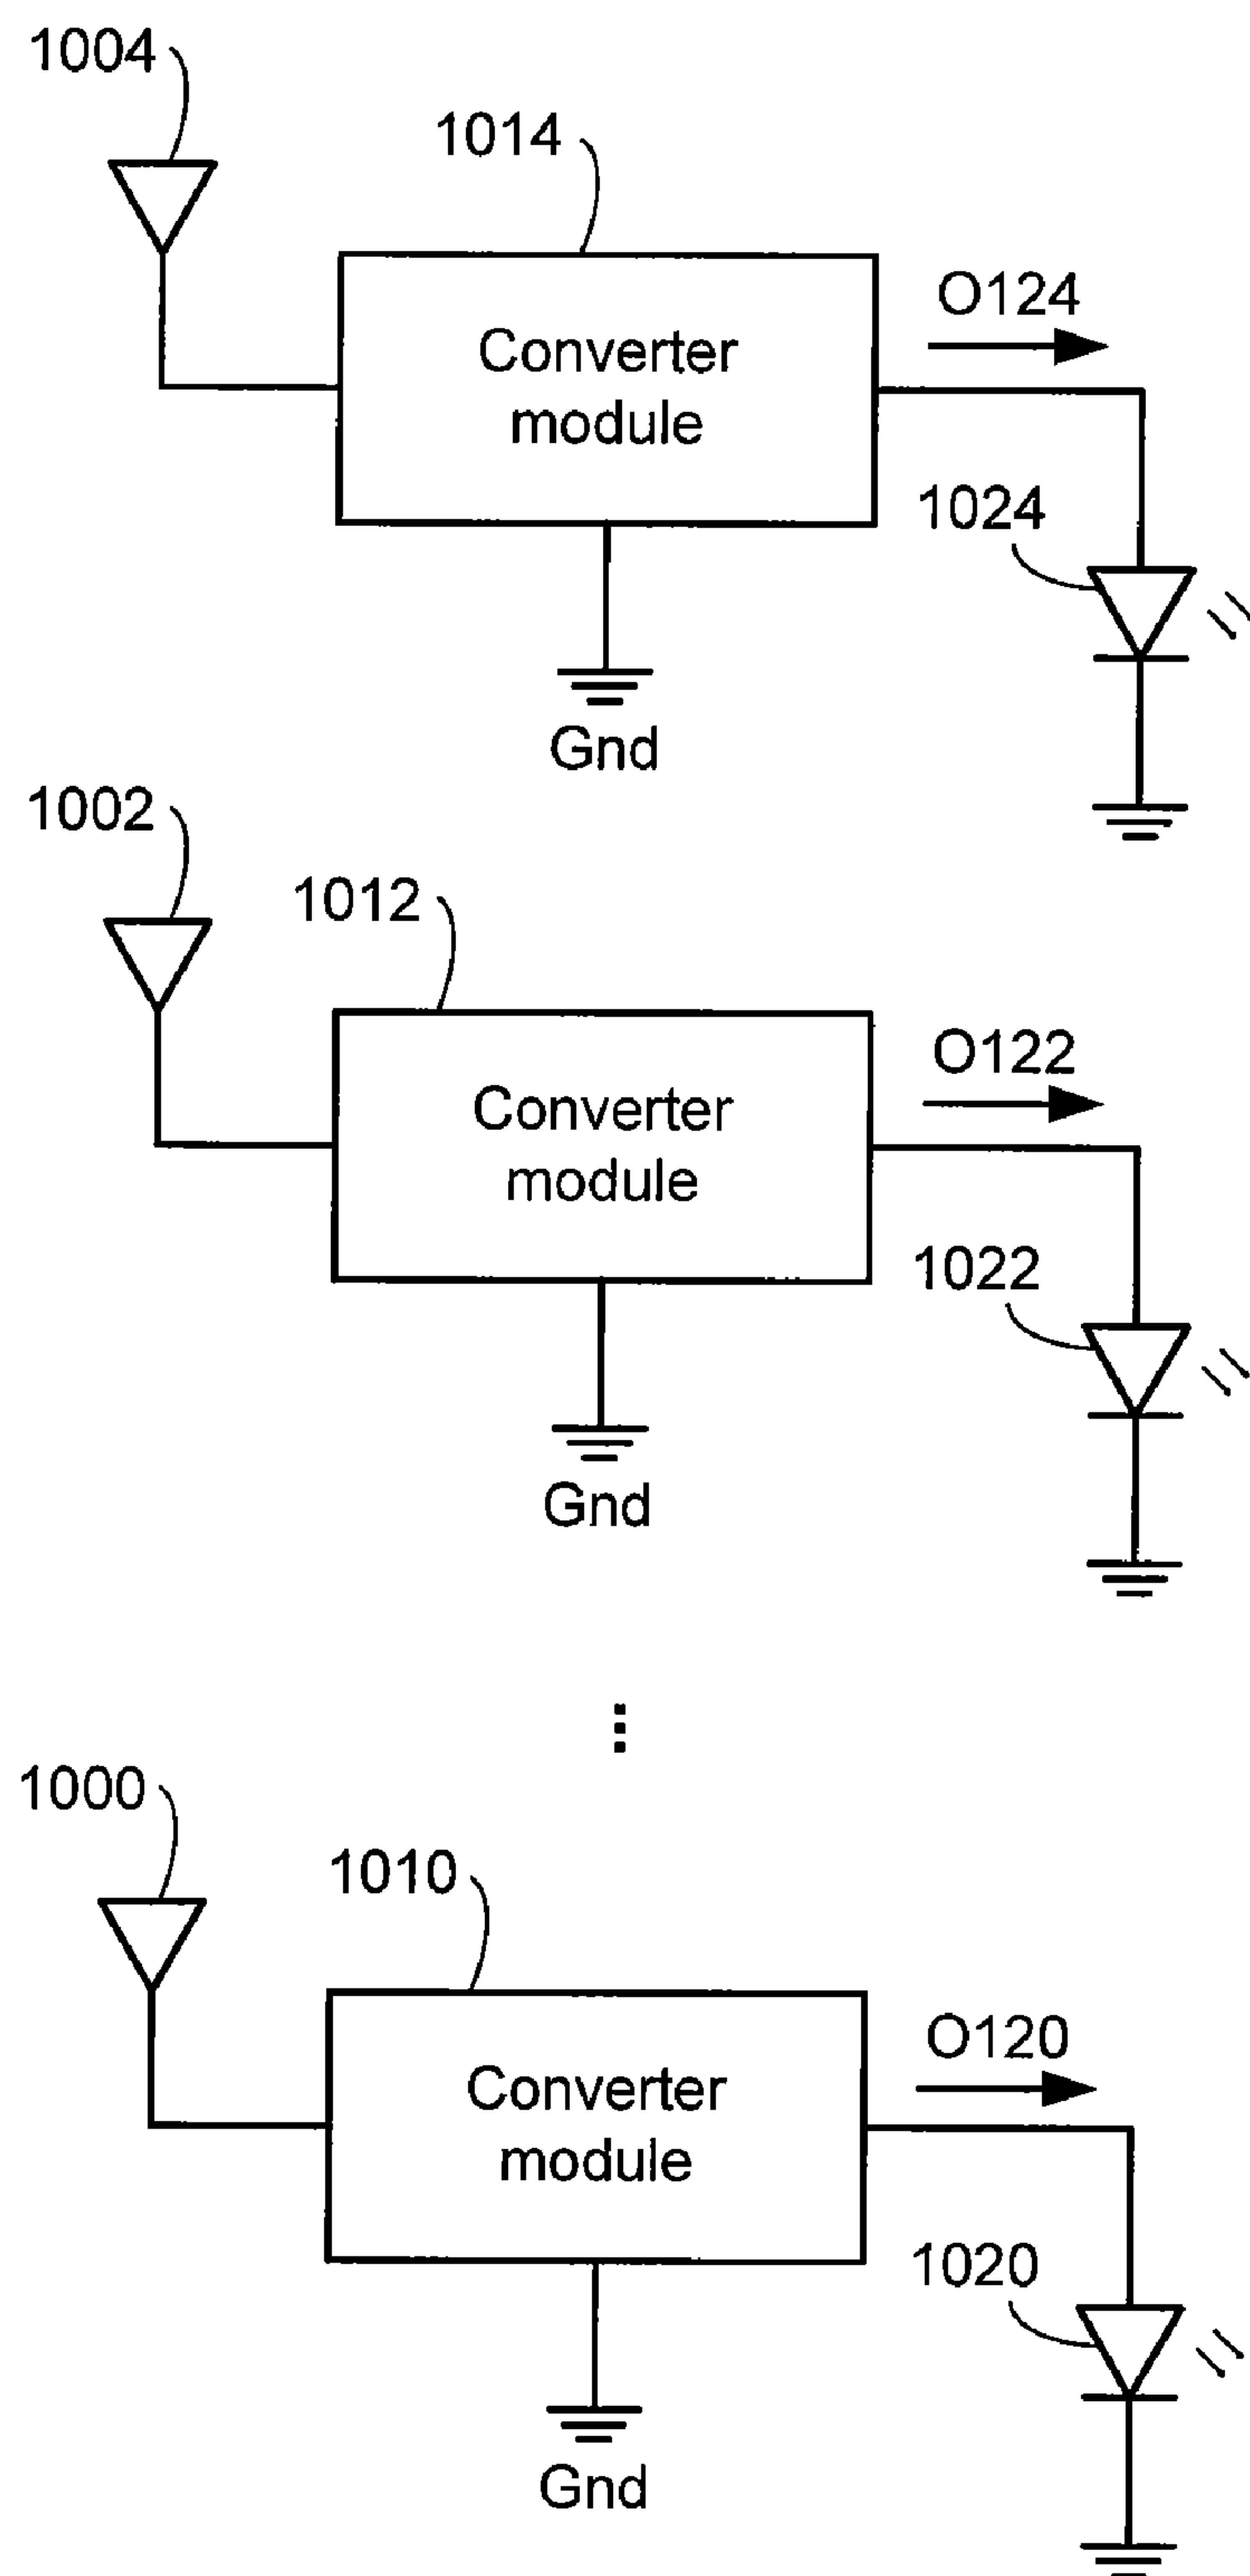 1004
1014
O124
Converter
module
1024
Gnd
1002
1012
O122
Converter
module
1022
Gnd
1000
1010
O120
Converter
module
1020
Gnd